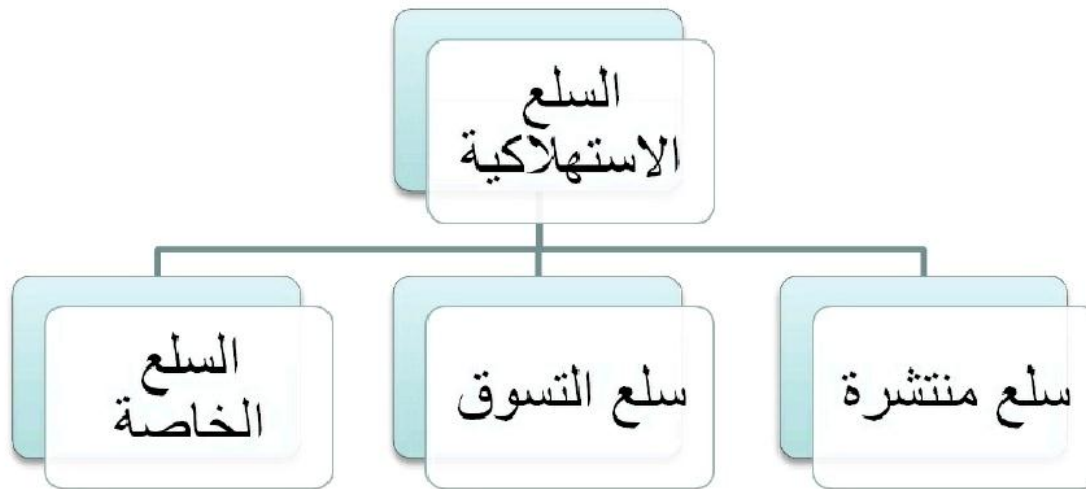 السلع
الاستهلاكية
سلع منتشرة
سلع التسوق
السلع
الخاصة